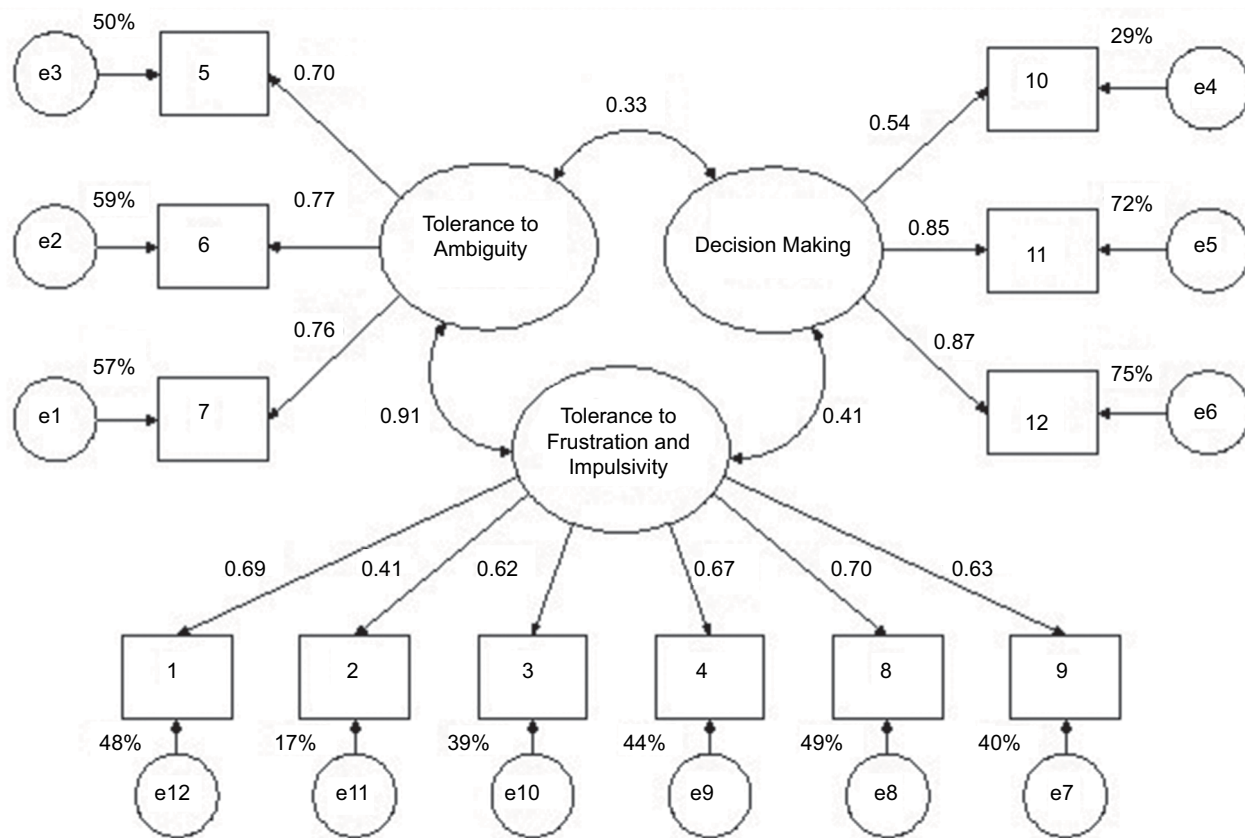 50%
e3
5
0.70
0.33
29%
10
e4
0.54
59%
e2
6
0.77
Tolerance to
Ambiguity
Decision Making
0.85
72%
11
e5
57%
e1
7
0.76
0.87
75%
12
e6
0.91
0.41
Tolerance to
Frustration and
Impulsivity
0.69
0.41
0.62
0.67
0.70
0.63
1
2
3
4
8
9
48%
17%
39%
44%
49%
40%
e12
e11
e10
e9
e8
e7